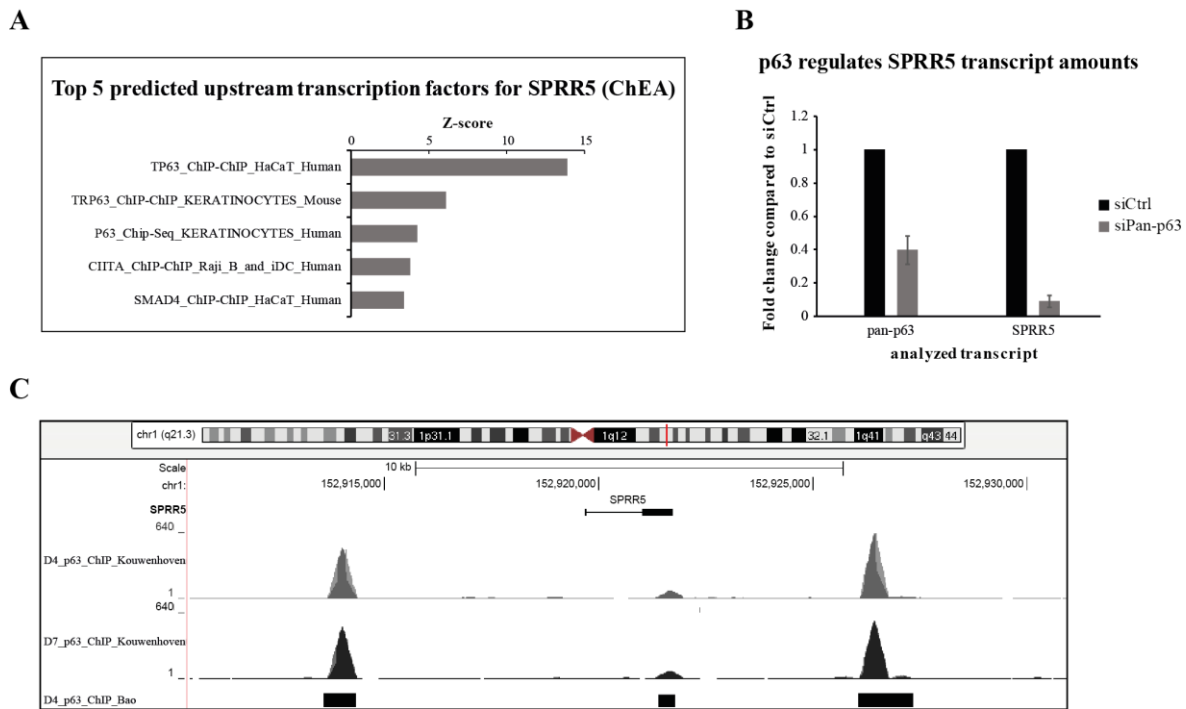 A
Top 5 predicted upstream transcription factors for SPRR5 (ChEA)
Z-score
0 5 10 15
TP63_ChIP-ChIP_HaCaT_Human
TRP63_ChIP-ChIP_KERATINOCYTES_Mouse
P63_Chip-Seq_KERATINOCYTES_Human
CIITA_ChIP-ChIP_Raji_B_and_iDC_Human
SMAD4_ChIP-ChIP_HaCaT_Human
B
p63 regulates SPRR5 transcript amounts
Fold change compared to siCtrl
1.2
1
0.8
0.6
0.4
0.2
0
pan-p63 SPRR5
analyzed transcript
siCtrl
siPan-p63
C
chr1 (q21.3) 31.3 1p31.1 1q12 32.1 1q41 q43 44
Scale 10 kb
chr1: 152,915,000 152,920,000 152,925,000 152,930,000
SPRR5
SPRR5
640
D4_p63_ChIP_Kouwenhoven
1
640
D7_p63_ChIP_Kouwenhoven
1
D4_p63_ChIP_Bao